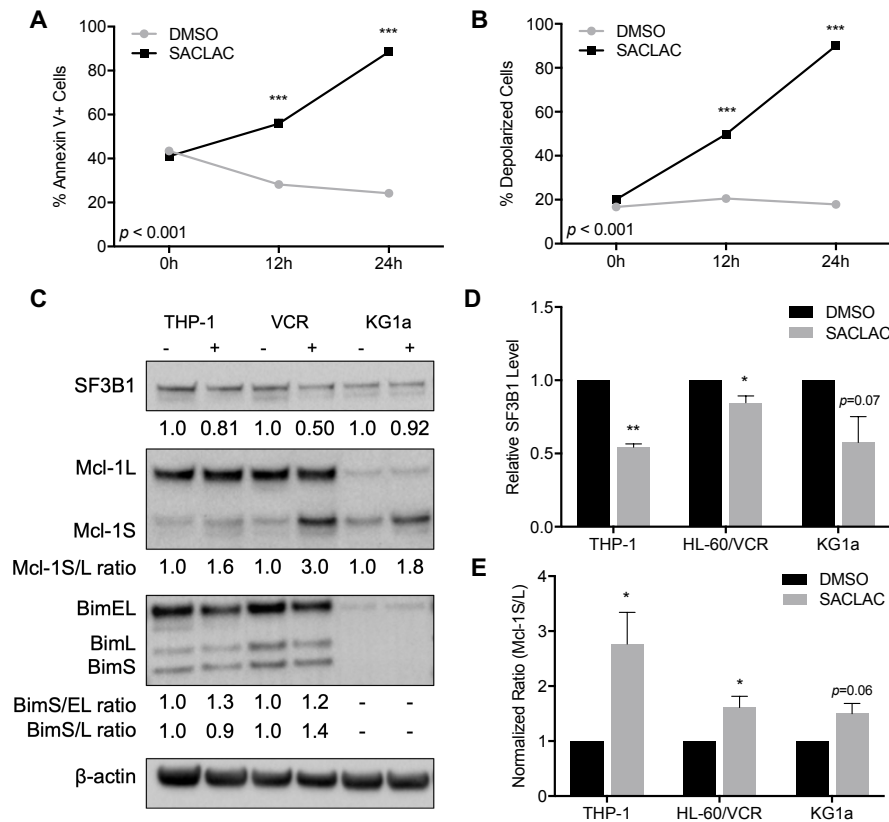 A
DMSO
SACLAC
% Annexin V+ Cells
100
80
60
40
20
0
***
***
p < 0.001
0h 12h 24h
B
DMSO
SACLAC
% Depolarized Cells
100
80
60
40
20
0
***
***
p < 0.001
0h 12h 24h
C
THP-1 VCR KG1a
- + - + - +
SF3B1
1.0 0.81 1.0 0.50 1.0 0.92
Mcl-1L
Mcl-1S
Mcl-1S/L ratio 1.0 1.6 1.0 3.0 1.0 1.8
BimEL
BimL
BimS
BimS/EL ratio 1.0 1.3 1.0 1.2 - -
BimS/L ratio 1.0 0.9 1.0 1.4 - -
β-actin
D
DMSO
SACLAC
Relative SF3B1 Level
1.5
1.0
0.5
0.0
**
*
p=0.07
THP-1 HL-60/VCR KG1a
E
DMSO
SACLAC
Normalized Ratio (Mcl-1S/L)
4
3
2
1
0
*
*
p=0.06
THP-1 HL-60/VCR KG1a